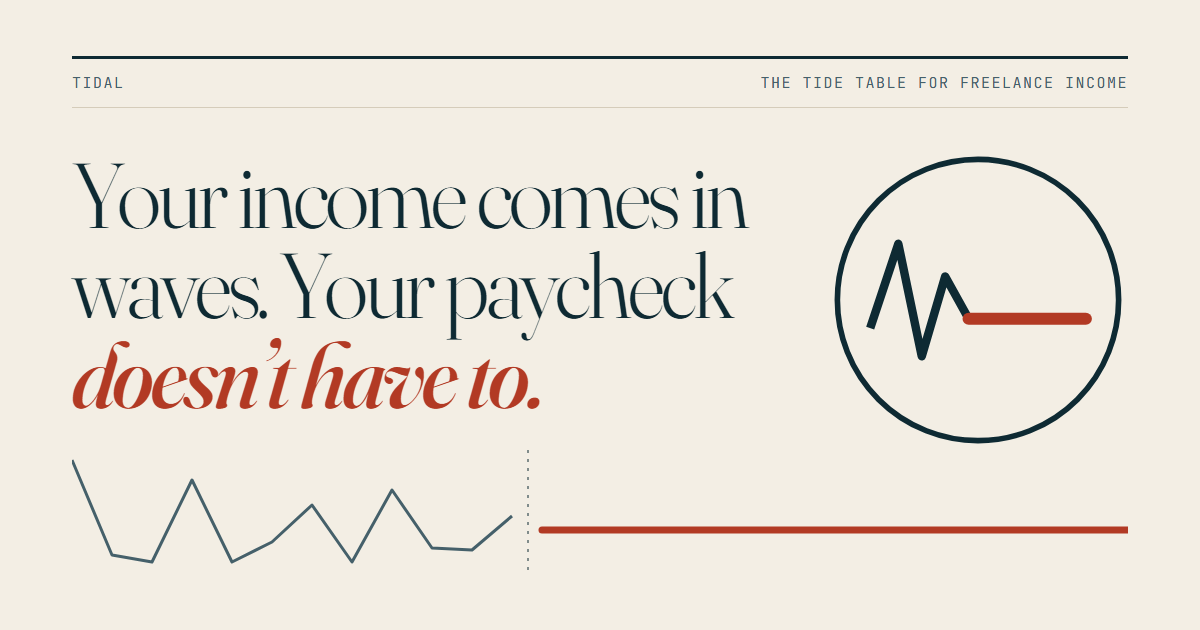 TIDAL
THE TIDE TABLE FOR FREELANCE INCOME
Your income comes in
waves. Your paycheck
doesn’t have to.